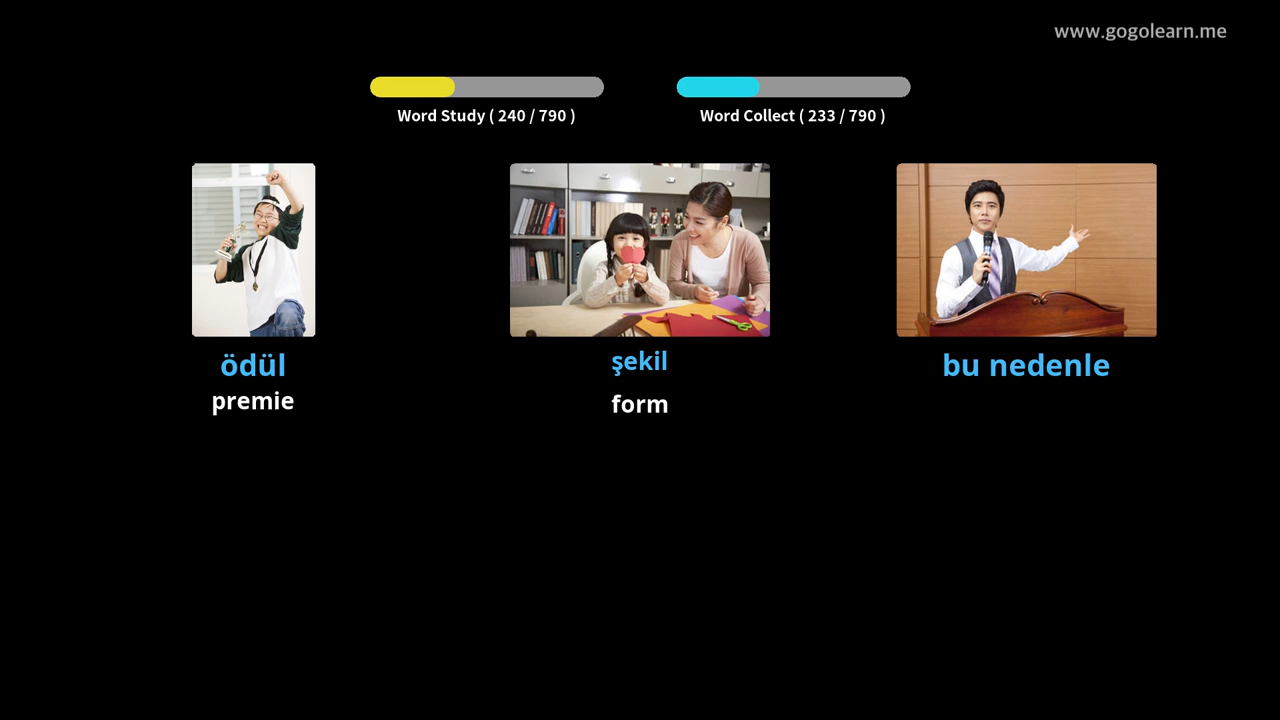 www.gogolearn.me
Word Study ( 240 / 790 )
Word Collect ( 233 / 790 )
ödül
premie
şekil
form
bu nedenle